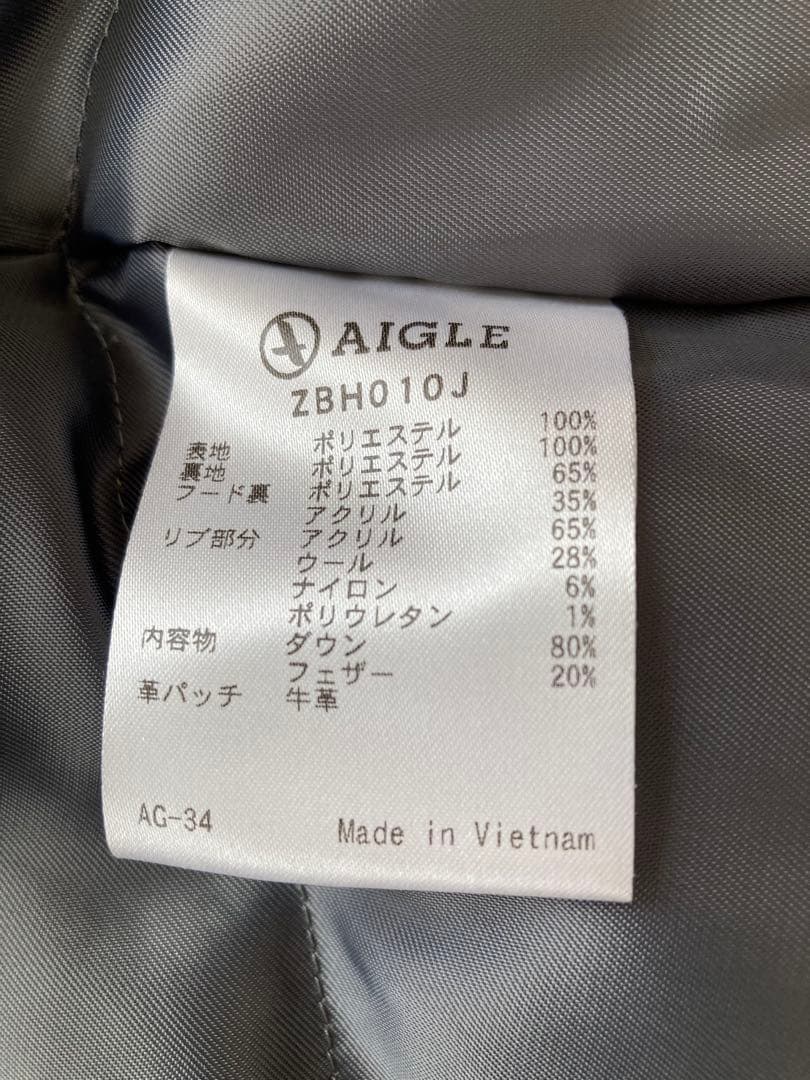 AIGLE
ZBH010J
表地 ポリエステル 100%
裏地 ポリエステル 100%
フード裏 ポリエステル 65%
アクリル 35%
リブ部分 アクリル 65%
ウール 28%
ナイロン 6%
ポリウレタン 1%
内容物 ダウン 80%
フェザー 20%
革パッチ 牛革
AG-34 Made in Vietnam